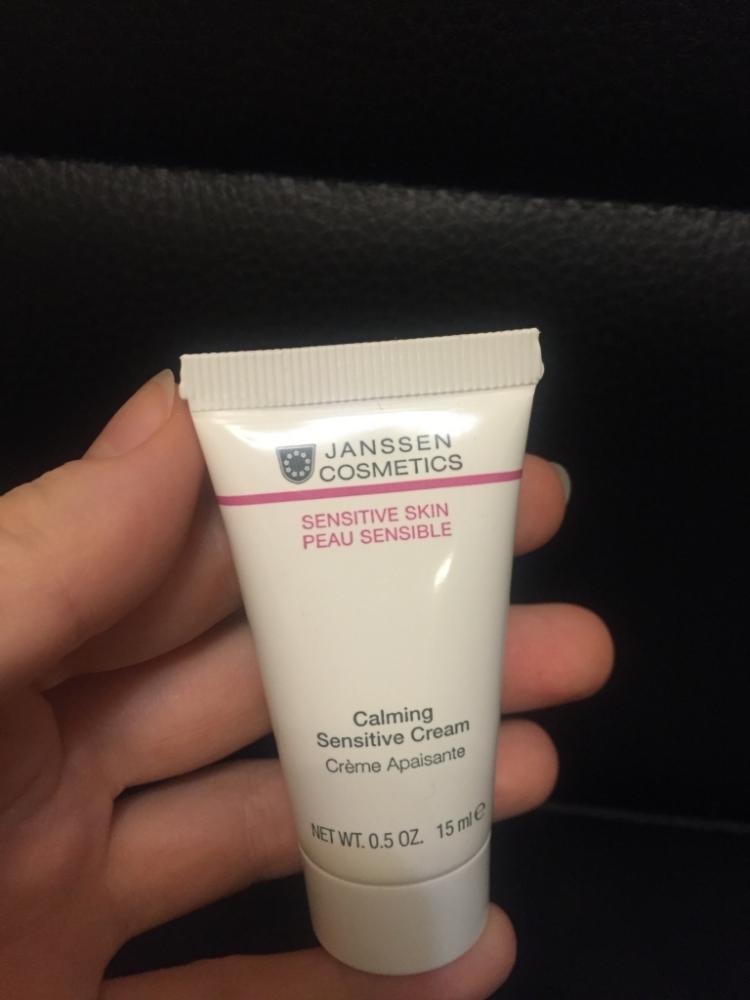 JANSSEN
COSMETICS
SENSITIVE SKIN
PEAU SENSIBLE
Calming
Sensitive Cream
Crème Apaisante
NET WT. 0.5 OZ. 15 ml ℮